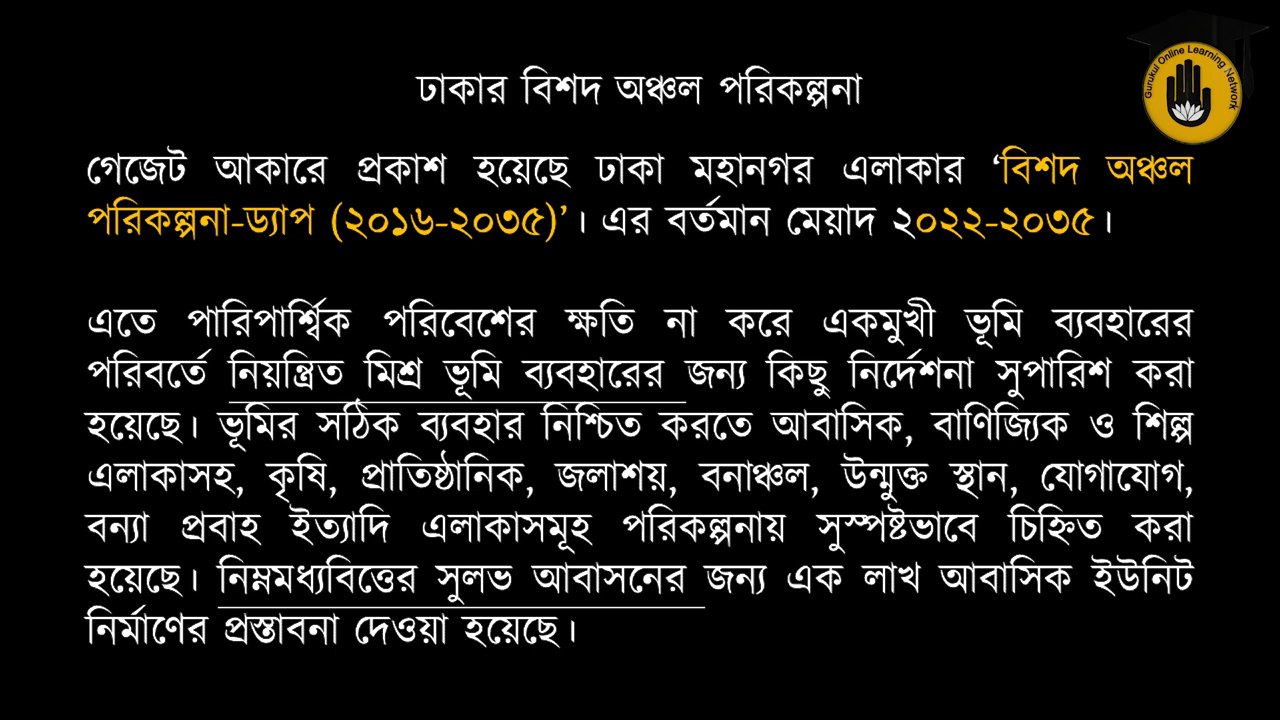 Gurukul Online Learning Network
ঢাকার বিশদ অঞ্চল পরিকল্পনা
গেজেট আকারে প্রকাশ হয়েছে ঢাকা মহানগর এলাকার ‘বিশদ অঞ্চল
পরিকল্পনা-ড্যাপ (২০১৬-২০৩৫)’। এর বর্তমান মেয়াদ ২০২২-২০৩৫।
এতে পারিপার্শ্বিক পরিবেশের ক্ষতি না করে একমুখী ভূমি ব্যবহারের
পরিবর্তে নিয়ন্ত্রিত মিশ্র ভূমি ব্যবহারের জন্য কিছু নির্দেশনা সুপারিশ করা
হয়েছে। ভূমির সঠিক ব্যবহার নিশ্চিত করতে আবাসিক, বাণিজ্যিক ও শিল্প
এলাকাসহ, কৃষি, প্রাতিষ্ঠানিক, জলাশয়, বনাঞ্চল, উন্মুক্ত স্থান, যোগাযোগ,
বন্যা প্রবাহ ইত্যাদি এলাকাসমূহ পরিকল্পনায় সুস্পষ্টভাবে চিহ্নিত করা
হয়েছে। নিম্নমধ্যবিত্তের সুলভ আবাসনের জন্য এক লাখ আবাসিক ইউনিট
নির্মাণের প্রস্তাবনা দেওয়া হয়েছে।